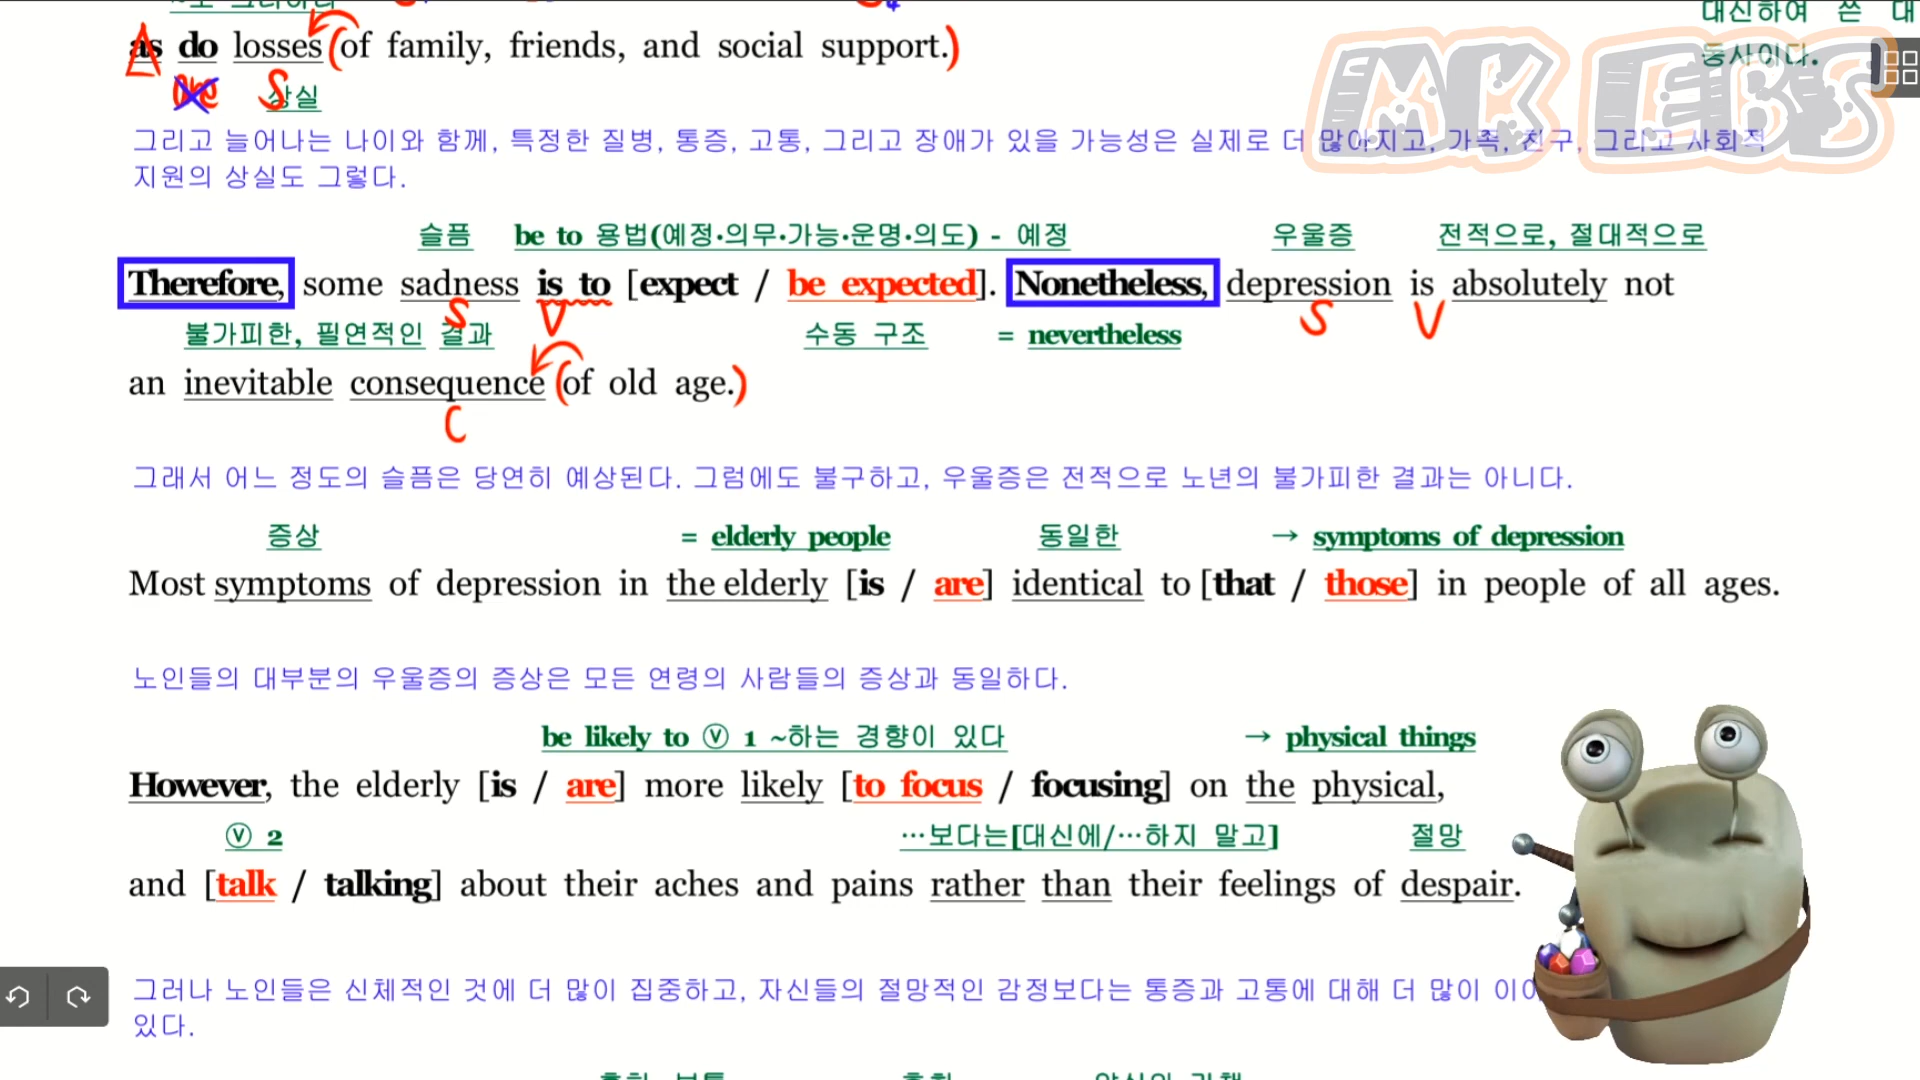 대신하여 쓴 대
as do losses (of family, friends, and social support.)
동사이다.
S 상실
MK EBS
그리고 늘어나는 나이와 함께, 특정한 질병, 통증, 고통, 그리고 장애가 있을 가능성은 실제로 더 많아지고, 가족, 친구, 그리고 사회적
지원의 상실도 그렇다.
슬픔 be to 용법(예정·의무·가능·운명·의도) - 예정 우울증 전적으로, 절대적으로
Therefore, some sadness is to [expect / be expected]. Nonetheless, depression is absolutely not
S V S V
불가피한, 필연적인 결과 수동 구조 = nevertheless
an inevitable consequence (of old age.)
C
그래서 어느 정도의 슬픔은 당연히 예상된다. 그럼에도 불구하고, 우울증은 전적으로 노년의 불가피한 결과는 아니다.
증상 = elderly people 동일한 → symptoms of depression
Most symptoms of depression in the elderly [is / are] identical to [that / those] in people of all ages.
노인들의 대부분의 우울증의 증상은 모든 연령의 사람들의 증상과 동일하다.
be likely to ⓥ 1 ~하는 경향이 있다 → physical things
However, the elderly [is / are] more likely [to focus / focusing] on the physical,
ⓥ 2 …보다는[대신에/…하지 말고] 절망
and [talk / talking] about their aches and pains rather than their feelings of despair.
그러나 노인들은 신체적인 것에 더 많이 집중하고, 자신들의 절망적인 감정보다는 통증과 고통에 대해 더 많이
있다.